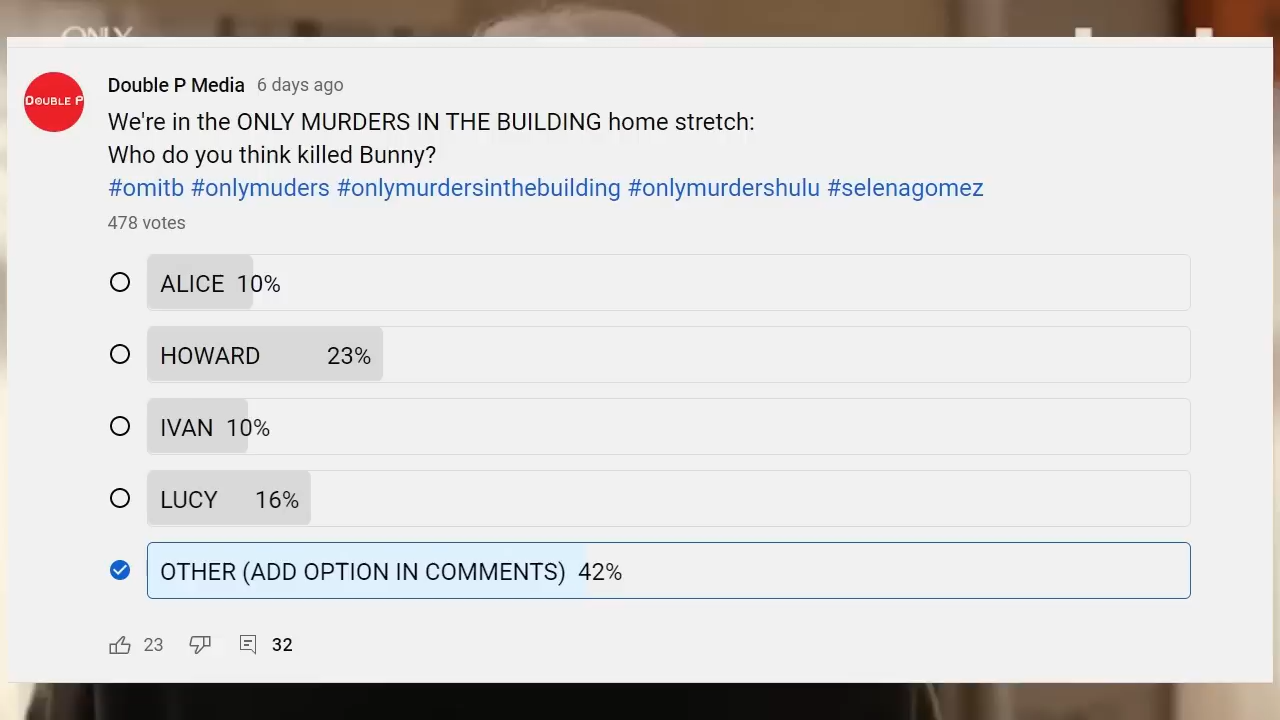 ONLY
Double P Media 6 days ago
DOUBLE P
We're in the ONLY MURDERS IN THE BUILDING home stretch:
Who do you think killed Bunny?
#omitb #onlymuders #onlymurdersinthebuilding #onlymurdershulu #selenagomez
478 votes
ALICE 10%
HOWARD 23%
IVAN 10%
LUCY 16%
OTHER (ADD OPTION IN COMMENTS) 42%
23 32